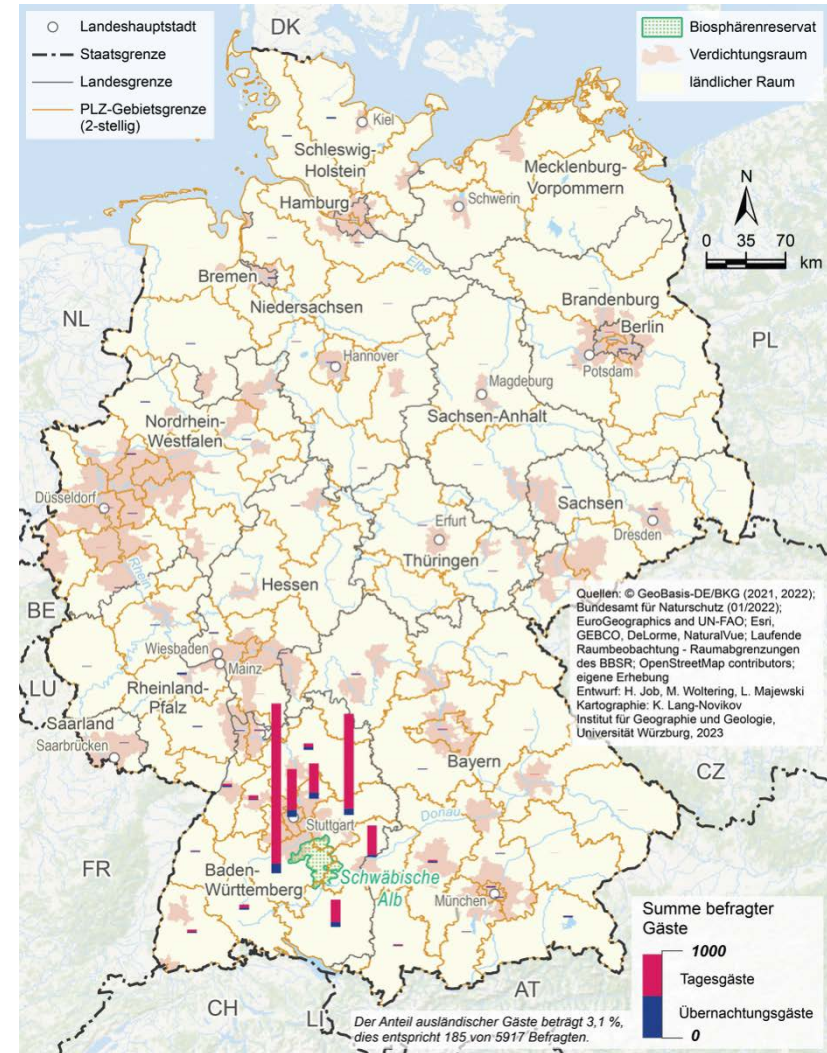 Landeshauptstadt
Staatsgrenze
Landesgrenze
PLZ-Gebietsgrenze
(2-stellig)
DK
Biosphärenreservat
Verdichtungsraum
ländlicher Raum
Kiel
Schleswig-
Holstein
Mecklenburg-
Vorpommern
Hamburg
Schwerin
N
0 35 70
km
Elbe
Bremen
Niedersachsen
Brandenburg
Berlin
NL
PL
Hannover
Potsdam
Magdeburg
Sachsen-Anhalt
Nordrhein-
Westfalen
Düsseldorf
Sachsen
Erfurt
Dresden
Thüringen
Rhein
Hessen
BE
Quellen: © GeoBasis-DE/BKG (2021, 2022);
Bundesamt für Naturschutz (01/2022);
EuroGeographics and UN-FAO; Esri,
GEBCO, DeLorme, NaturalVue; Laufende
Raumbeobachtung - Raumabgrenzungen
des BBSR; OpenStreetMap contributors;
eigene Erhebung
Entwurf: H. Job, M. Woltering, L. Majewski
Kartographie: K. Lang-Novikov
Institut für Geographie und Geologie,
Universität Würzburg, 2023
Wiesbaden
Mainz
LU
Rheinland-
Pfalz
Saarland
Saarbrücken
Bayern
CZ
Donau
Stuttgart
FR
Baden-
Württemberg
Schwäbische
Alb
München
Summe befragter
Gäste
1000
Tagesgäste
Übernachtungsgäste
0
CH
LI
AT
Der Anteil ausländischer Gäste beträgt 3,1 %,
dies entspricht 185 von 5917 Befragten.